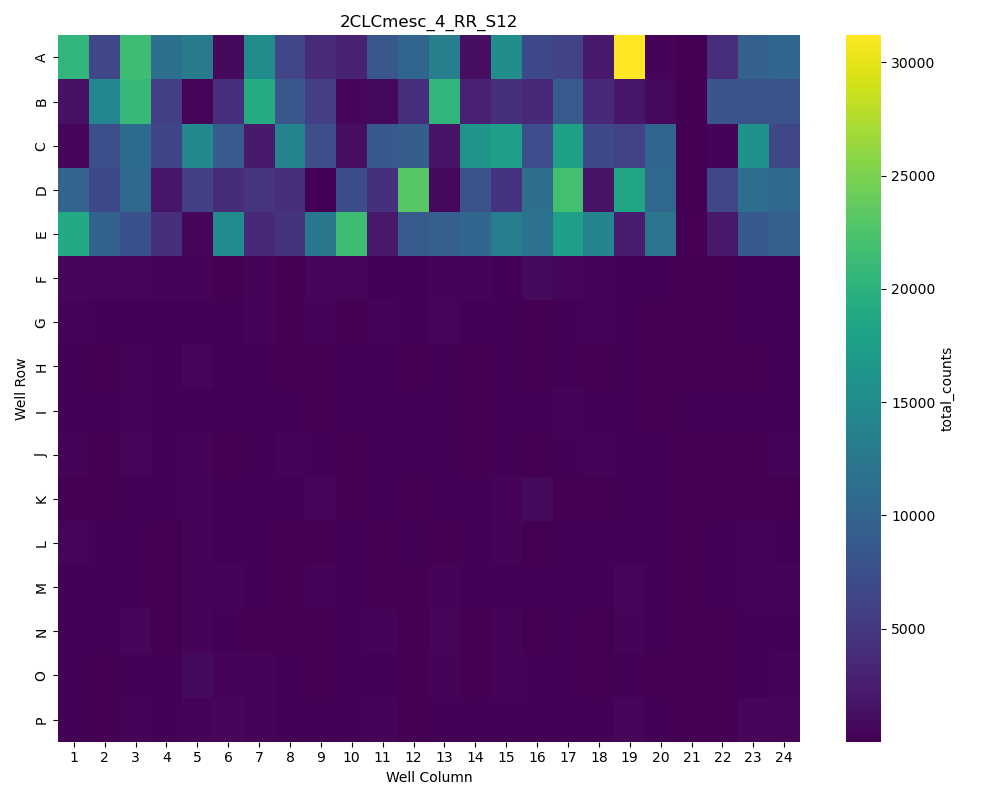 2CLCmesc_4_RR_S12
Well Row
A
B
C
D
E
F
G
H
I
J
K
L
M
N
O
P
1 2 3 4 5 6 7 8 9 10 11 12 13 14 15 16 17 18 19 20 21 22 23 24
Well Column
30000
25000
20000
15000
10000
5000
total_counts